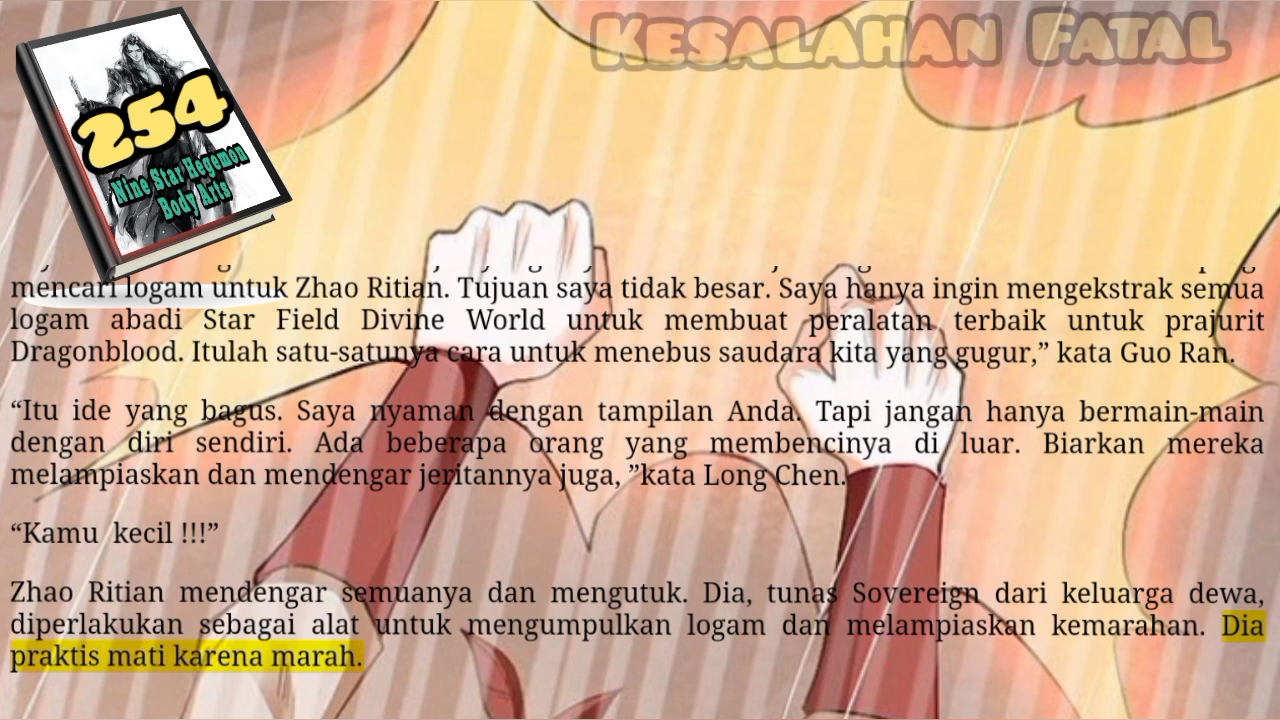 Kesalahan Fatal
254
Nine Star Hegemon
Body Arts
mencari logam untuk Zhao Ritian. Tujuan saya tidak besar. Saya hanya ingin mengekstrak semua
logam abadi Star Field Divine World untuk membuat peralatan terbaik untuk prajurit
Dragonblood. Itulah satu-satunya cara untuk menebus saudara kita yang gugur,” kata Guo Ran.
“Itu ide yang bagus. Saya nyaman dengan tampilan Anda. Tapi jangan hanya bermain-main
dengan diri sendiri. Ada beberapa orang yang membencinya di luar. Biarkan mereka
melampiaskan dan mendengar jeritannya juga, ”kata Long Chen.
“Kamu  kecil !!!”
Zhao Ritian mendengar semuanya dan mengutuk. Dia, tunas Sovereign dari keluarga dewa,
diperlakukan sebagai alat untuk mengumpulkan logam dan melampiaskan kemarahan. Dia
praktis mati karena marah.